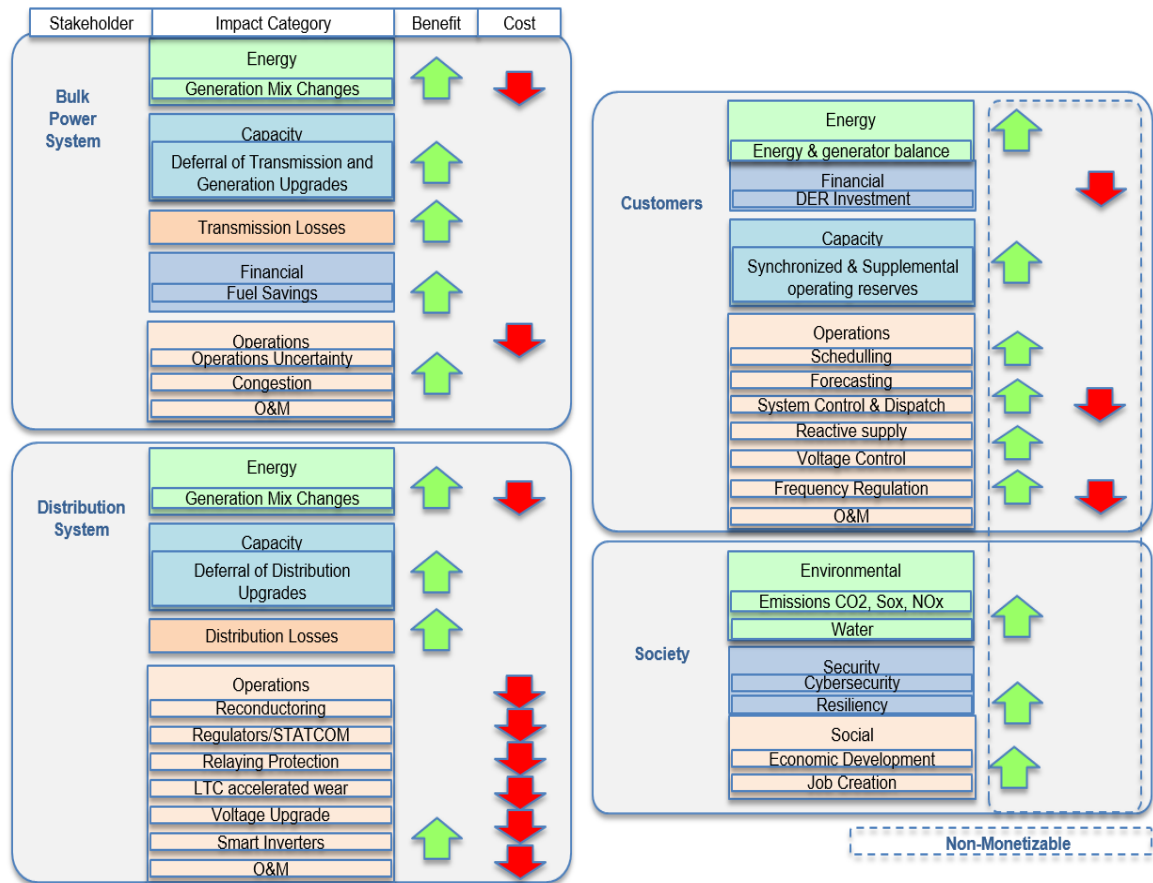 Stakeholder Impact Category Benefit Cost
Bulk
Power
System
Energy
Generation Mix Changes
Capacity
Deferral of Transmission and
Generation Upgrades
Transmission Losses
Financial
Fuel Savings
Operations
Operations Uncertainty
Congestion
O&M
Distribution
System
Energy
Generation Mix Changes
Capacity
Deferral of Distribution
Upgrades
Distribution Losses
Operations
Reconductoring
Regulators/STATCOM
Relaying Protection
LTC accelerated wear
Voltage Upgrade
Smart Inverters
O&M
Customers
Energy
Energy & generator balance
Financial
DER Investment
Capacity
Synchronized & Supplemental
operating reserves
Operations
Schedulling
Forecasting
System Control & Dispatch
Reactive supply
Voltage Control
Frequency Regulation
O&M
Society
Environmental
Emissions CO2, Sox, NOx
Water
Security
Cybersecurity
Resiliency
Social
Economic Development
Job Creation
Non-Monetizable